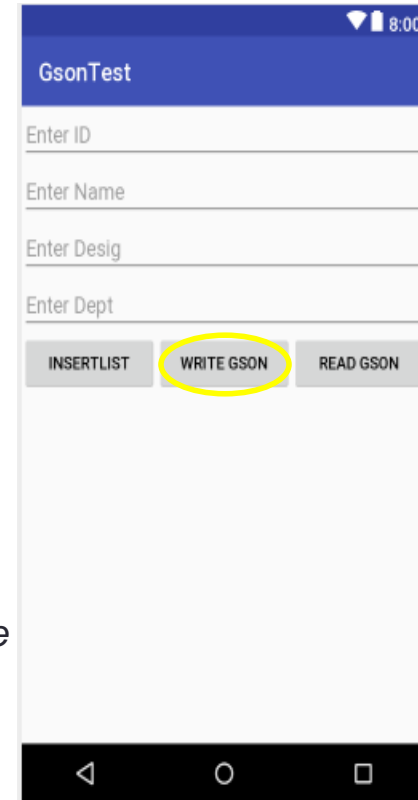 8:00
GsonTest
Enter ID
Enter Name
Enter Desig
Enter Dept
INSERTLIST WRITE GSON READ GSON
e